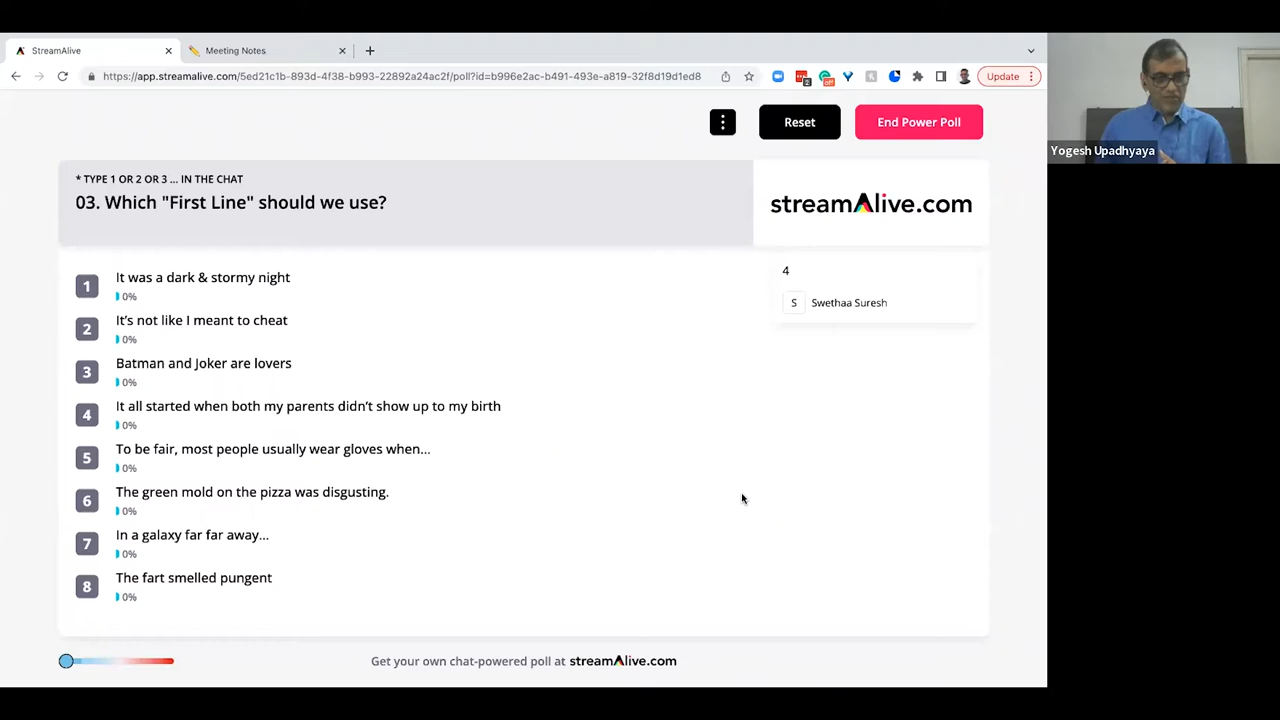 StreamAlive
Meeting Notes
https://app.streamalive.com/5ed21c1b-893d-4f38-b993-22892a24ac2f/poll?id=b996e2ac-b491-493e-a819-32f8d19d1ed8
2
off
Update
Yogesh Upadhyaya
Reset
End Power Poll
* TYPE 1 OR 2 OR 3 ... IN THE CHAT
03. Which "First Line" should we use?
streamAlive.com
1 It was a dark & stormy night
0%
2 It’s not like I meant to cheat
0%
3 Batman and Joker are lovers
0%
4 It all started when both my parents didn’t show up to my birth
0%
5 To be fair, most people usually wear gloves when...
0%
6 The green mold on the pizza was disgusting.
0%
7 In a galaxy far far away...
0%
8 The fart smelled pungent
0%
4
S Swethaa Suresh
Get your own chat-powered poll at streamAlive.com